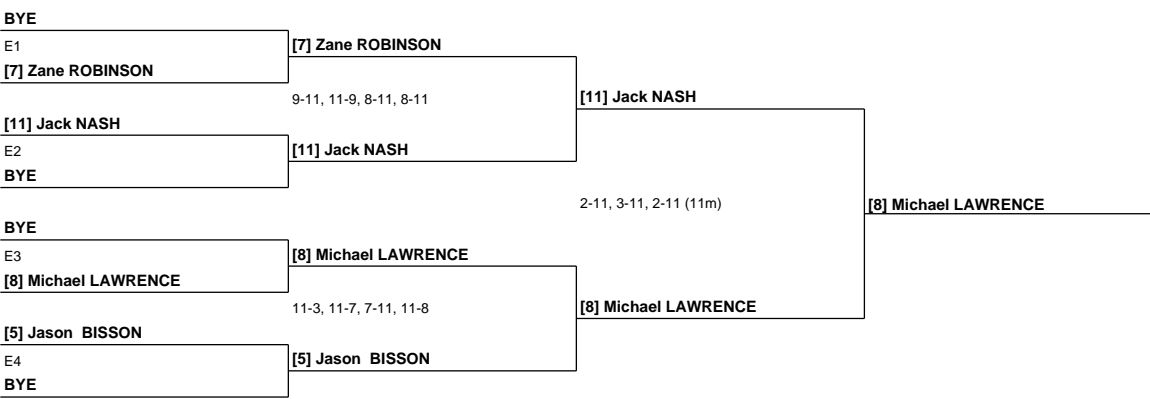 BYE
E1
[7] Zane ROBINSON
[7] Zane ROBINSON
9-11, 11-9, 8-11, 8-11
[11] Jack NASH
[11] Jack NASH
E2
[11] Jack NASH
BYE
2-11, 3-11, 2-11 (11m)
[8] Michael LAWRENCE
BYE
E3
[8] Michael LAWRENCE
[8] Michael LAWRENCE
11-3, 11-7, 7-11, 11-8
[8] Michael LAWRENCE
[5] Jason  BISSON
E4
[5] Jason  BISSON
BYE